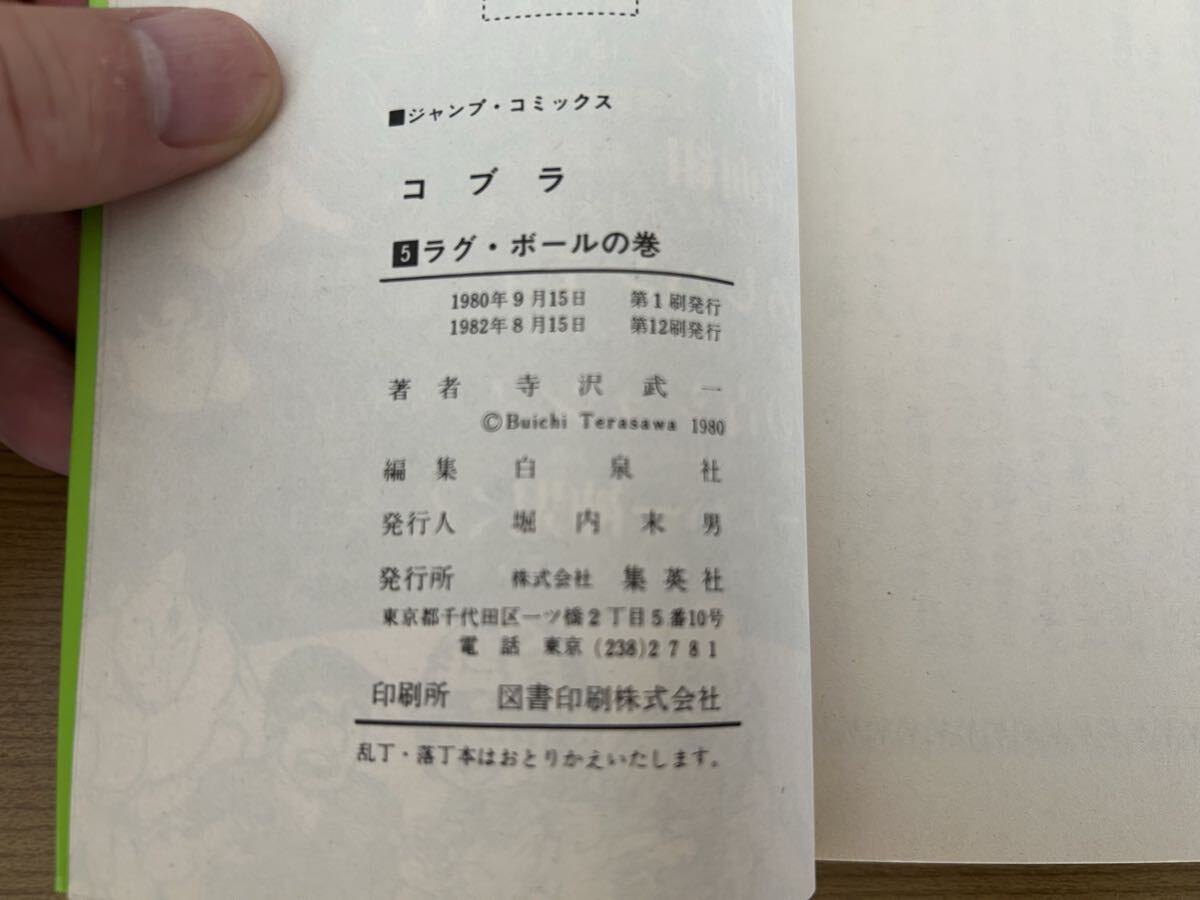 ■ジャンプ・コミックス
コブラ
5ラグ・ボールの巻
1980年9月15日 第1刷発行
1982年8月15日 第12刷発行
著者 寺沢武一
©Buichi Terasawa 1980
編集 白泉社
発行人 堀内末男
発行所 株式会社 集英社
東京都千代田区一ツ橋2丁目5番10号
電話 東京(238)2781
印刷所 図書印刷株式会社
乱丁・落丁本はおとりかえいたします。